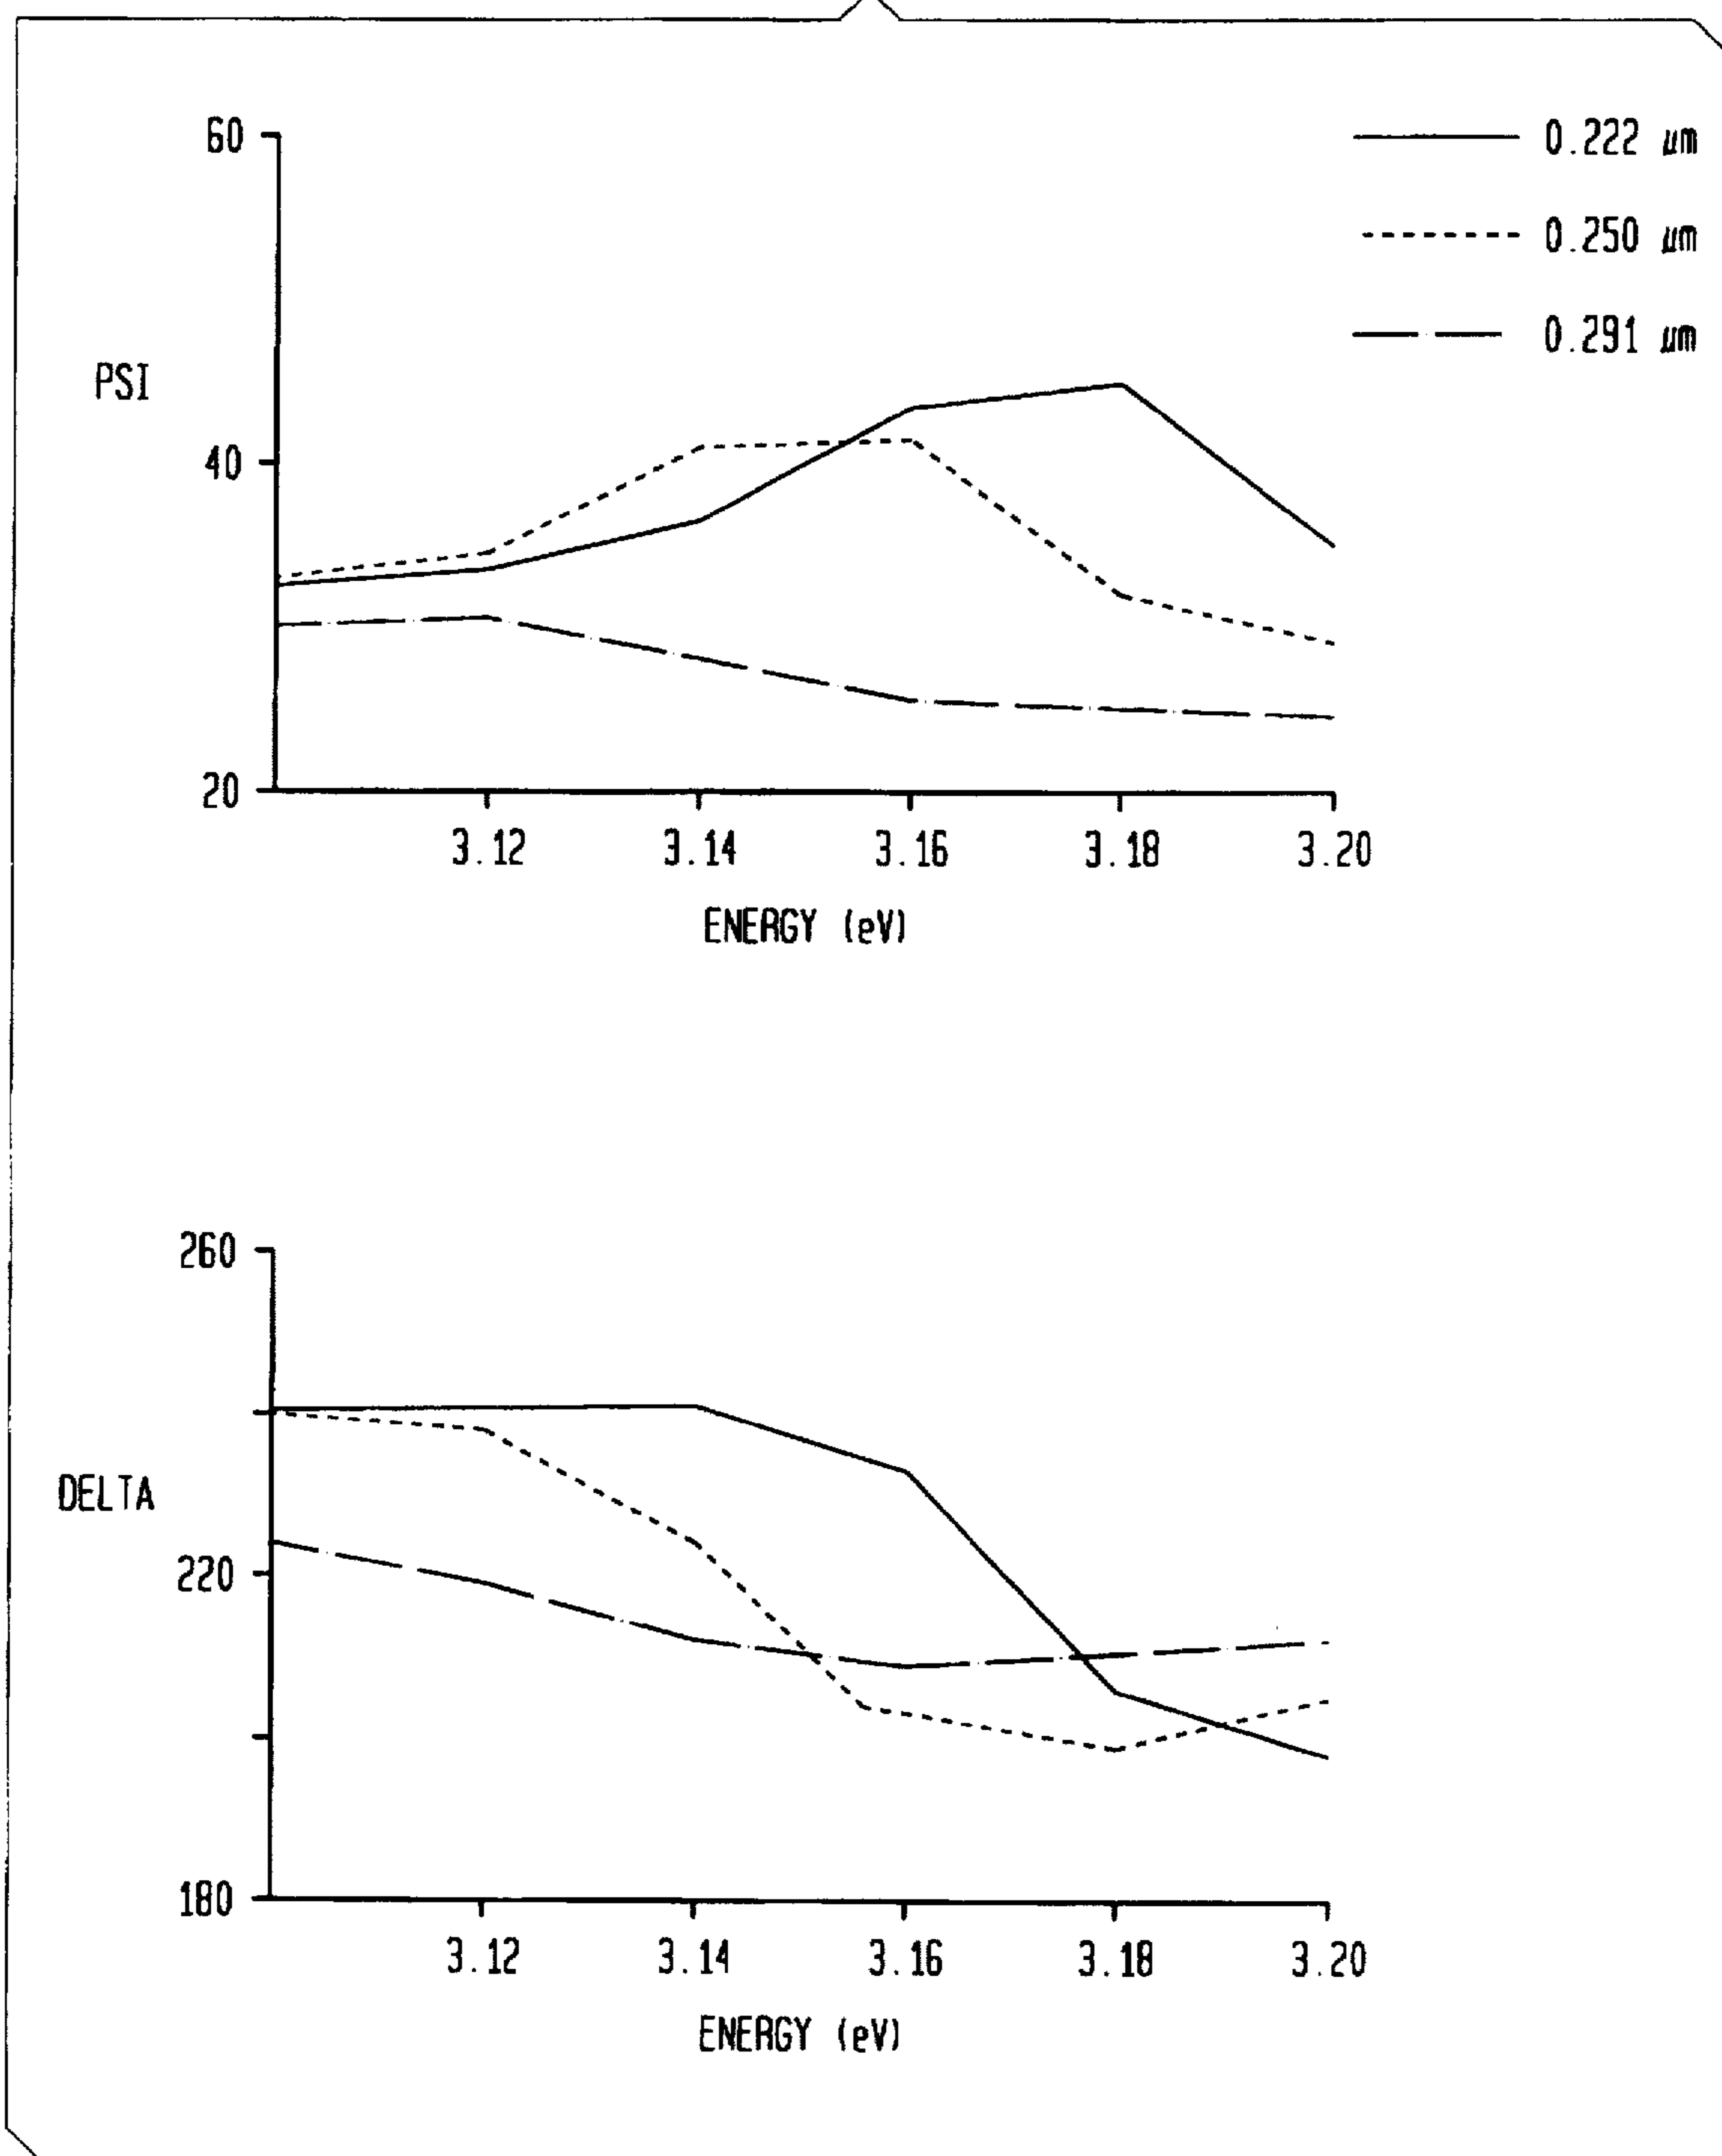 60
0.222 μm
0.250 μm
0.291 μm
PSI
40
20
3.12 3.14 3.16 3.18 3.20
ENERGY (eV)
260
DELTA
220
180
3.12 3.14 3.16 3.18 3.20
ENERGY (eV)